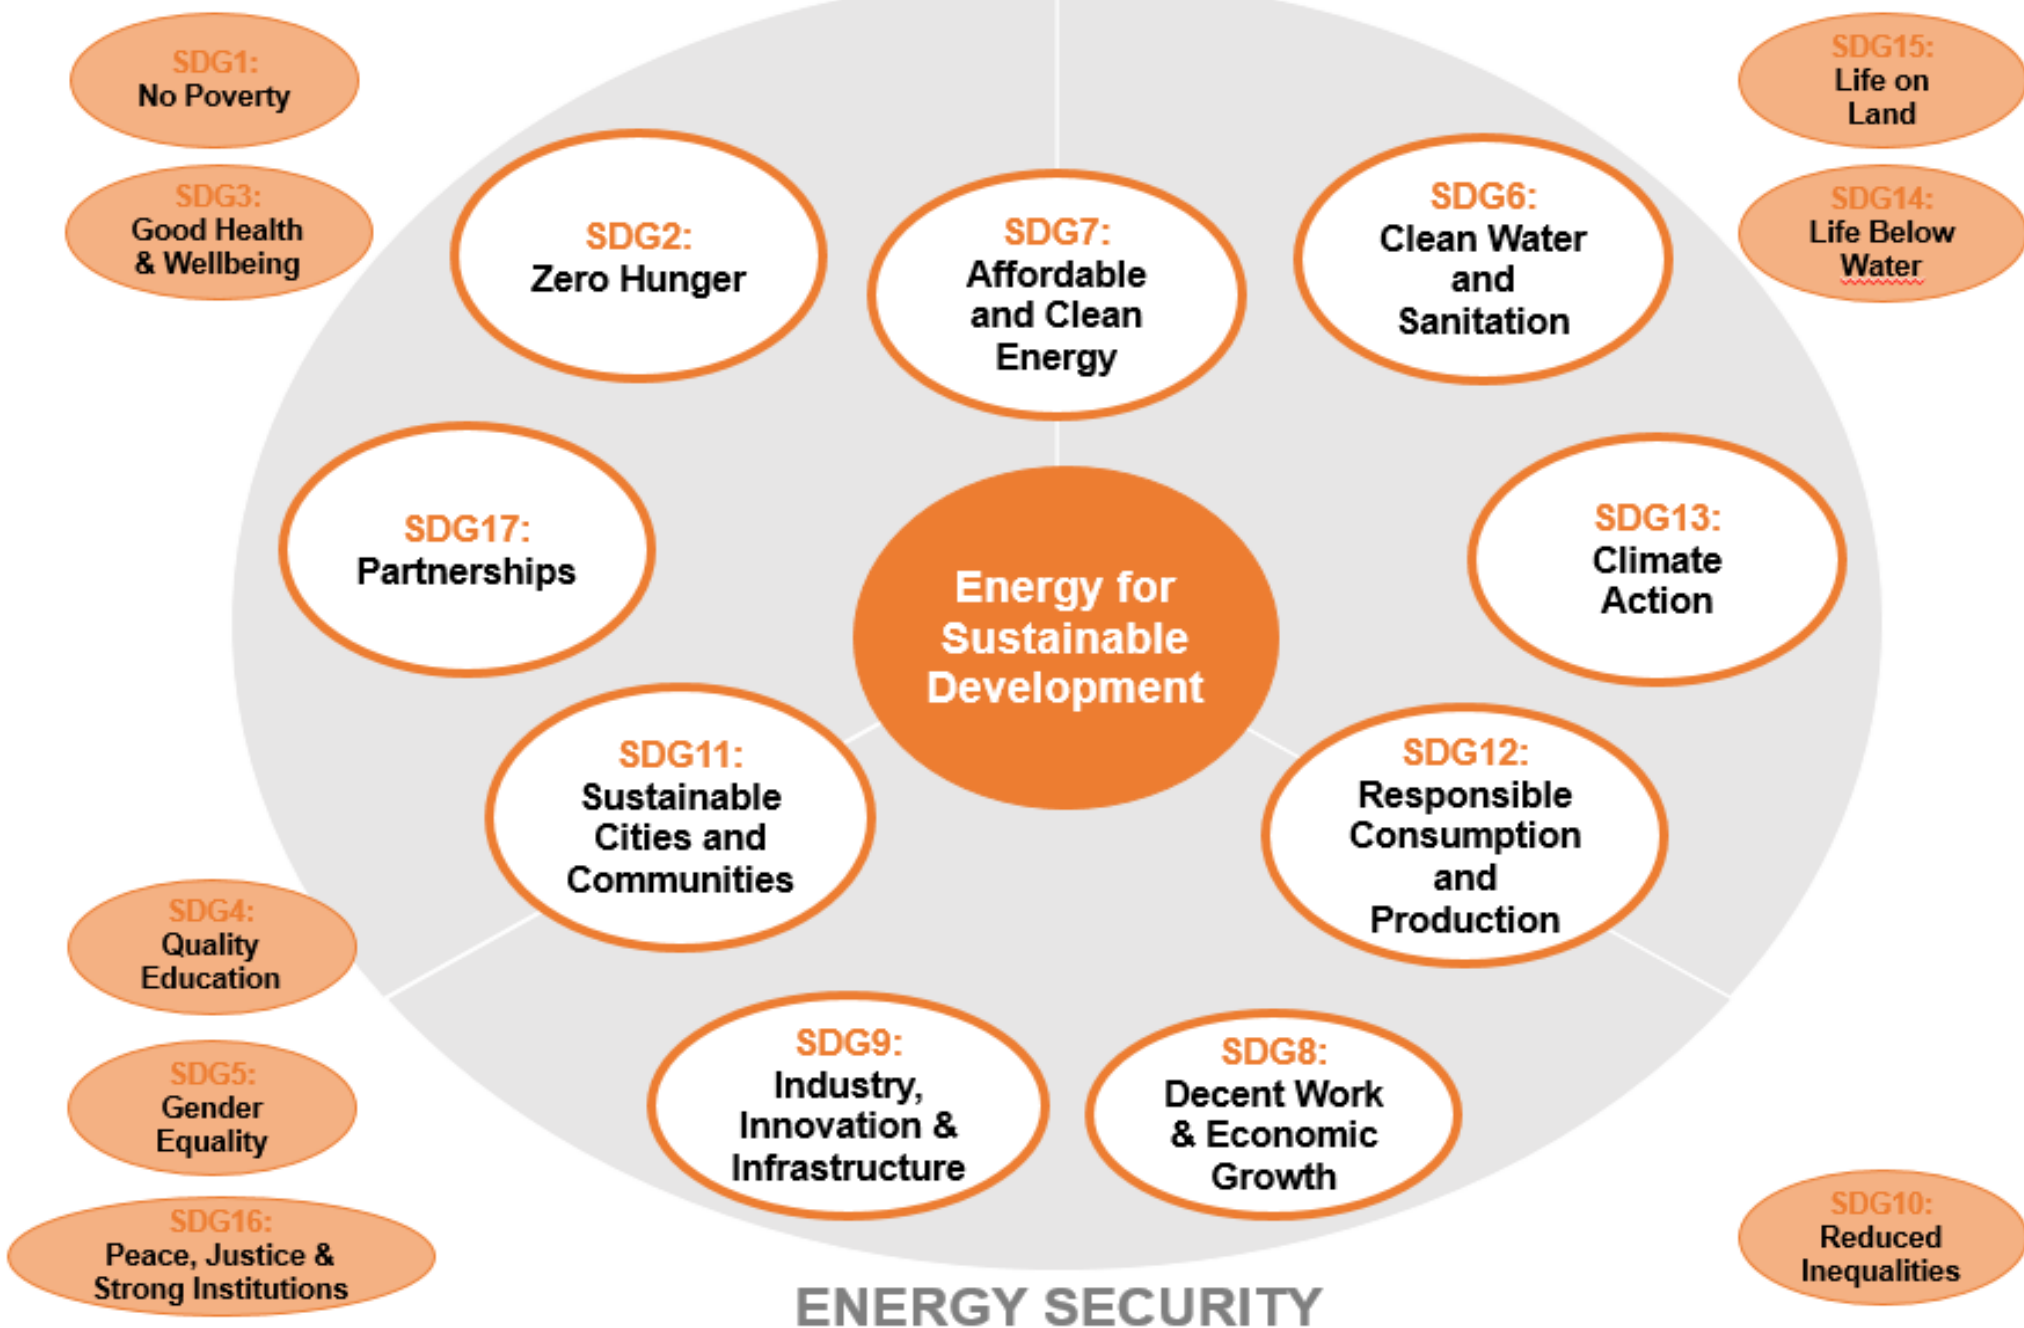 SDG1:
No Poverty
SDG3:
Good Health
& Wellbeing
SDG15:
Life on
Land
SDG14:
Life Below
Water
SDG2:
Zero Hunger
SDG7:
Affordable
and Clean
Energy
SDG6:
Clean Water
and
Sanitation
SDG17:
Partnerships
Energy for
Sustainable
Development
SDG13:
Climate
Action
SDG11:
Sustainable
Cities and
Communities
SDG12:
Responsible
Consumption
and
Production
SDG4:
Quality
Education
SDG5:
Gender
Equality
SDG16:
Peace, Justice &
Strong Institutions
SDG9:
Industry,
Innovation &
Infrastructure
SDG8:
Decent Work
& Economic
Growth
SDG10:
Reduced
Inequalities
ENERGY SECURITY